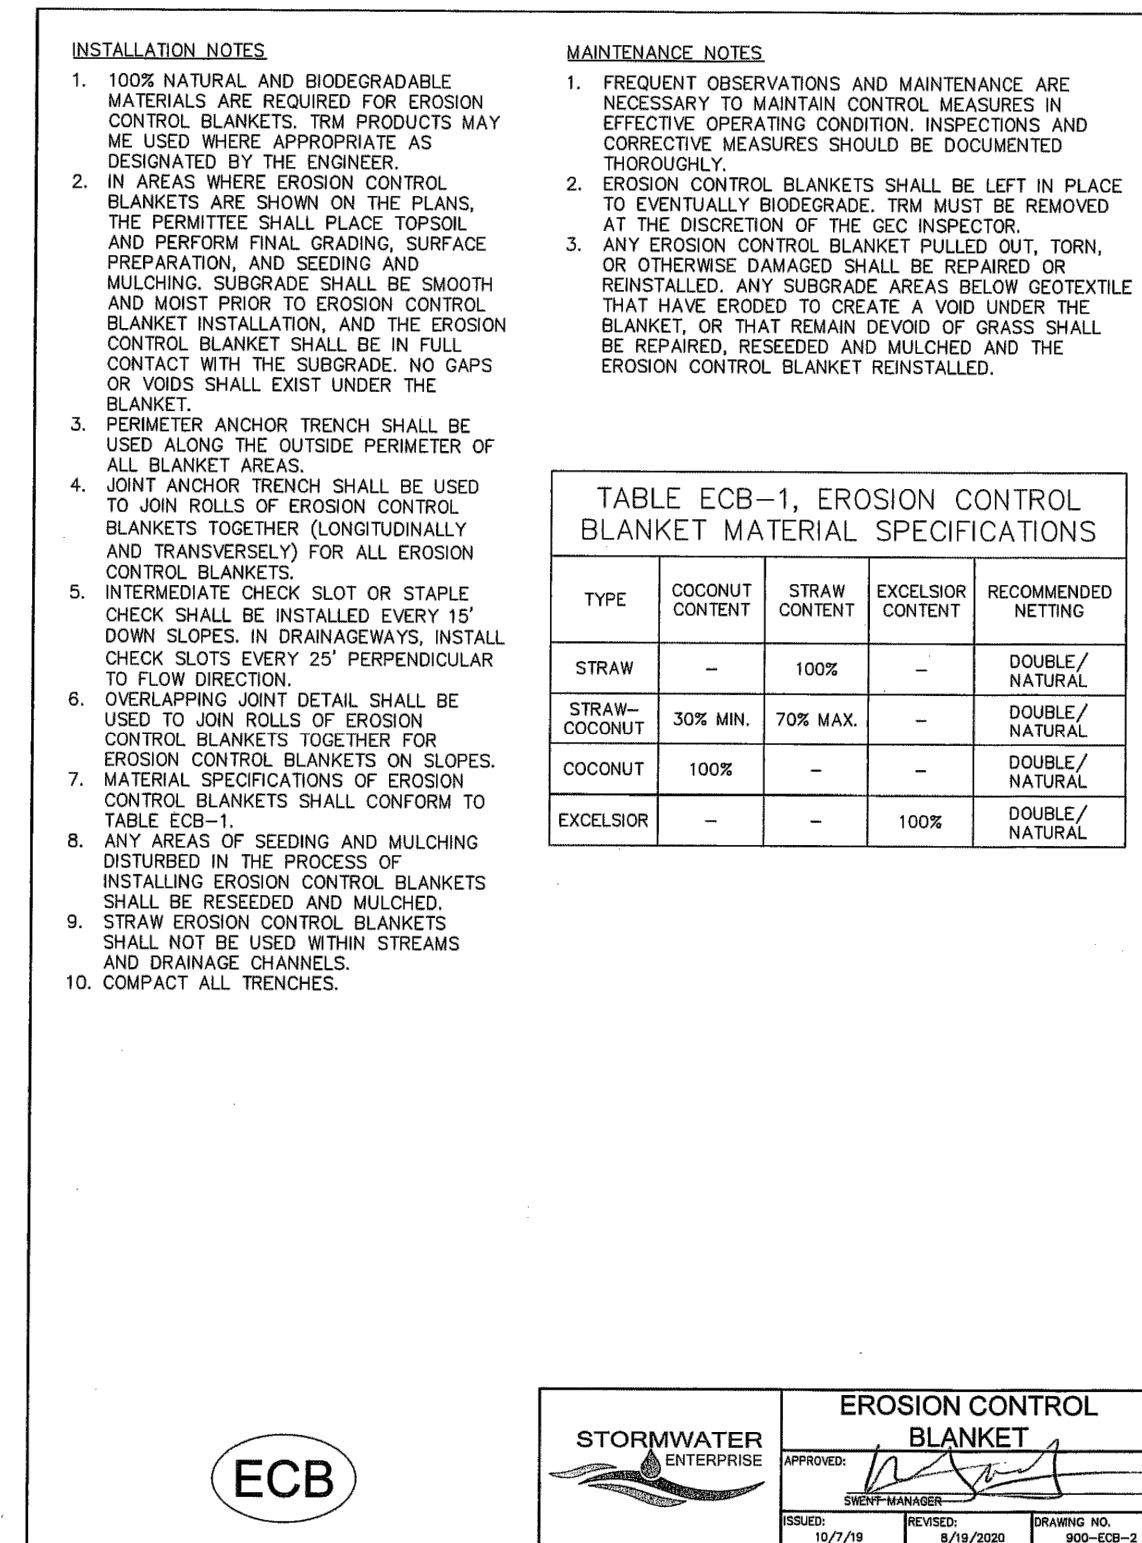 INSTALLATION NOTES
1. 100% NATURAL AND BIODEGRADABLE
MATERIALS ARE REQUIRED FOR EROSION
CONTROL BLANKETS. TRM PRODUCTS MAY
ME USED WHERE APPROPRIATE AS
DESIGNATED BY THE ENGINEER.
2. IN AREAS WHERE EROSION CONTROL
BLANKETS ARE SHOWN ON THE PLANS,
THE PERMITTEE SHALL PLACE TOPSOIL
AND PERFORM FINAL GRADING, SURFACE
PREPARATION, AND SEEDING AND
MULCHING. SUBGRADE SHALL BE SMOOTH
AND MOIST PRIOR TO EROSION CONTROL
BLANKET INSTALLATION, AND THE EROSION
CONTROL BLANKET SHALL BE IN FULL
CONTACT WITH THE SUBGRADE. NO GAPS
OR VOIDS SHALL EXIST UNDER THE
BLANKET.
3. PERIMETER ANCHOR TRENCH SHALL BE
USED ALONG THE OUTSIDE PERIMETER OF
ALL BLANKET AREAS.
4. JOINT ANCHOR TRENCH SHALL BE USED
TO JOIN ROLLS OF EROSION CONTROL
BLANKETS TOGETHER (LONGITUDINALLY
AND TRANSVERSELY) FOR ALL EROSION
CONTROL BLANKETS.
5. INTERMEDIATE CHECK SLOT OR STAPLE
CHECK SHALL BE INSTALLED EVERY 15'
DOWN SLOPES. IN DRAINAGEWAYS, INSTALL
CHECK SLOTS EVERY 25' PERPENDICULAR
TO FLOW DIRECTION.
6. OVERLAPPING JOINT DETAIL SHALL BE
USED TO JOIN ROLLS OF EROSION
CONTROL BLANKETS TOGETHER FOR
EROSION CONTROL BLANKETS ON SLOPES.
7. MATERIAL SPECIFICATIONS OF EROSION
CONTROL BLANKETS SHALL CONFORM TO
TABLE ECB-1.
8. ANY AREAS OF SEEDING AND MULCHING
DISTURBED IN THE PROCESS OF
INSTALLING EROSION CONTROL BLANKETS
SHALL BE RESEEDED AND MULCHED.
9. STRAW EROSION CONTROL BLANKETS
SHALL NOT BE USED WITHIN STREAMS
AND DRAINAGE CHANNELS.
10. COMPACT ALL TRENCHES.
MAINTENANCE NOTES
1. FREQUENT OBSERVATIONS AND MAINTENANCE ARE
NECESSARY TO MAINTAIN CONTROL MEASURES IN
EFFECTIVE OPERATING CONDITION. INSPECTIONS AND
CORRECTIVE MEASURES SHOULD BE DOCUMENTED
THOROUGHLY.
2. EROSION CONTROL BLANKETS SHALL BE LEFT IN PLACE
TO EVENTUALLY BIODEGRADE. TRM MUST BE REMOVED
AT THE DISCRETION OF THE GEC INSPECTOR.
3. ANY EROSION CONTROL BLANKET PULLED OUT, TORN,
OR OTHERWISE DAMAGED SHALL BE REPAIRED OR
REINSTALLED. ANY SUBGRADE AREAS BELOW GEOTEXTILE
THAT HAVE ERODED TO CREATE A VOID UNDER THE
BLANKET, OR THAT REMAIN DEVOID OF GRASS SHALL
BE REPAIRED, RESEEDED AND MULCHED AND THE
EROSION CONTROL BLANKET REINSTALLED.
TABLE ECB-1, EROSION CONTROL
BLANKET MATERIAL SPECIFICATIONS
TYPE COCONUT CONTENT STRAW CONTENT EXCELSIOR CONTENT RECOMMENDED NETTING
STRAW - 100% - DOUBLE/ NATURAL
STRAW-COCONUT 30% MIN. 70% MAX. - DOUBLE/ NATURAL
COCONUT 100% - - DOUBLE/ NATURAL
EXCELSIOR - - 100% DOUBLE/ NATURAL
ECB
STORMWATER
ENTERPRISE
EROSION CONTROL
BLANKET
APPROVED:
SWENT MANAGER
ISSUED: REVISED: DRAWING NO.
10/7/19 8/19/2020 900-ECB-2